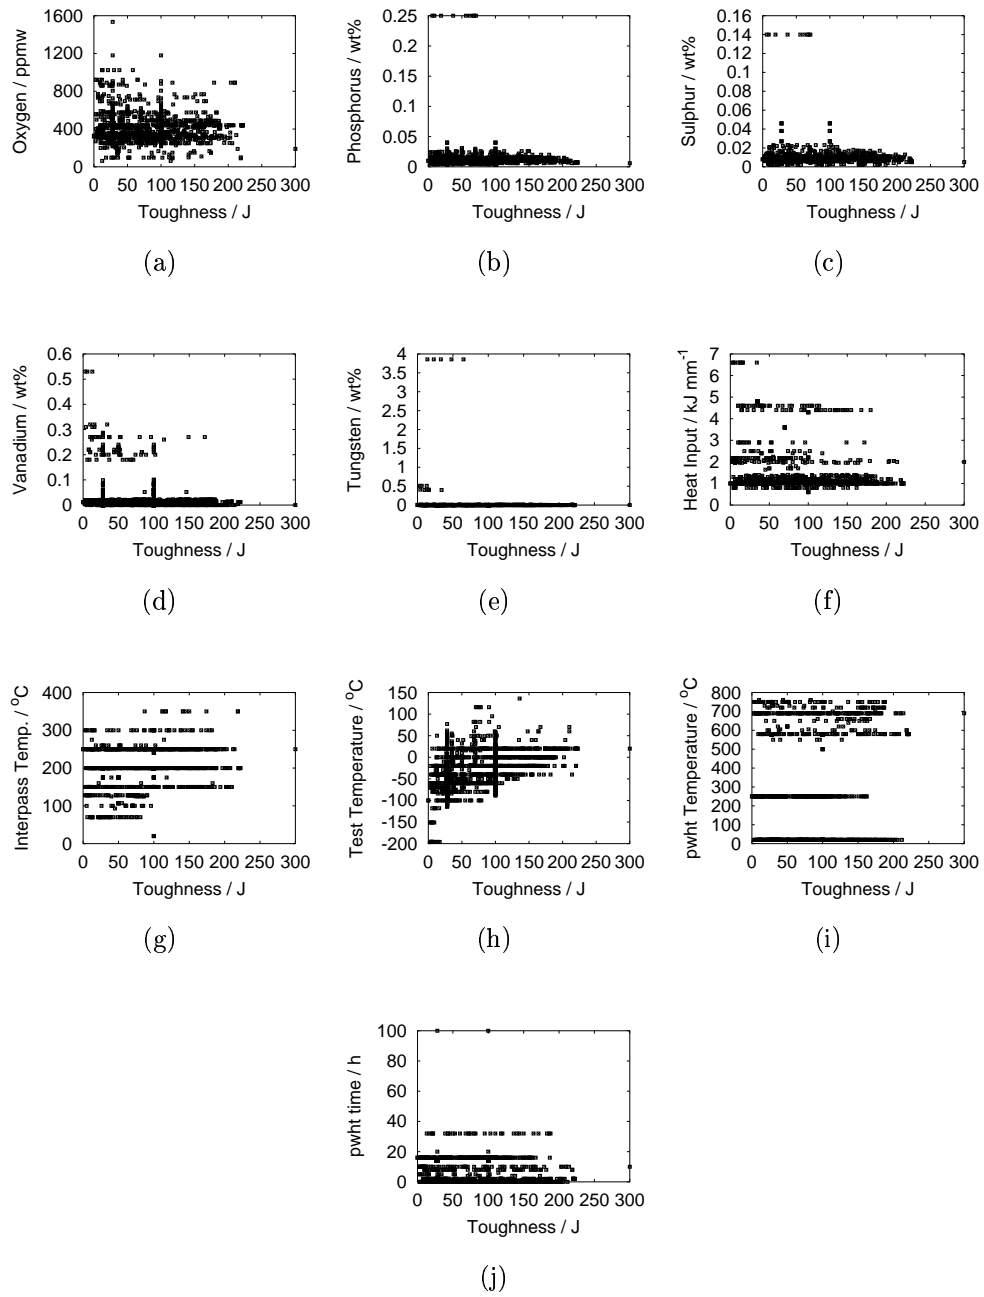 1600
1200
800
400
0
Oxygen / ppmw
0 50 100 150 200 250 300
Toughness / J
(a)
0.25
0.2
0.15
0.1
0.05
0
Phosphorus / wt%
0 50 100 150 200 250 300
Toughness / J
(b)
0.16
0.14
0.12
0.1
0.08
0.06
0.04
0.02
0
Sulphur / wt%
0 50 100 150 200 250 300
Toughness / J
(c)
0.6
0.5
0.4
0.3
0.2
0.1
0
Vanadium / wt%
0 50 100 150 200 250 300
Toughness / J
(d)
4
3.5
3
2.5
2
1.5
1
0.5
0
Tungsten / wt%
0 50 100 150 200 250 300
Toughness / J
(e)
7
6
5
4
3
2
1
0
Heat Input / kJ mm⁻¹
0 50 100 150 200 250 300
Toughness / J
(f)
400
300
200
100
0
Interpass Temp. / ᵒC
0 50 100 150 200 250 300
Toughness / J
(g)
150
100
50
0
-50
-100
-150
-200
Test Temperature / ᵒC
0 50 100 150 200 250 300
Toughness / J
(h)
800
700
600
500
400
300
200
100
0
pwht Temperature / ᵒC
0 50 100 150 200 250 300
Toughness / J
(i)
100
80
60
40
20
0
pwht time / h
0 50 100 150 200 250 300
Toughness / J
(j)